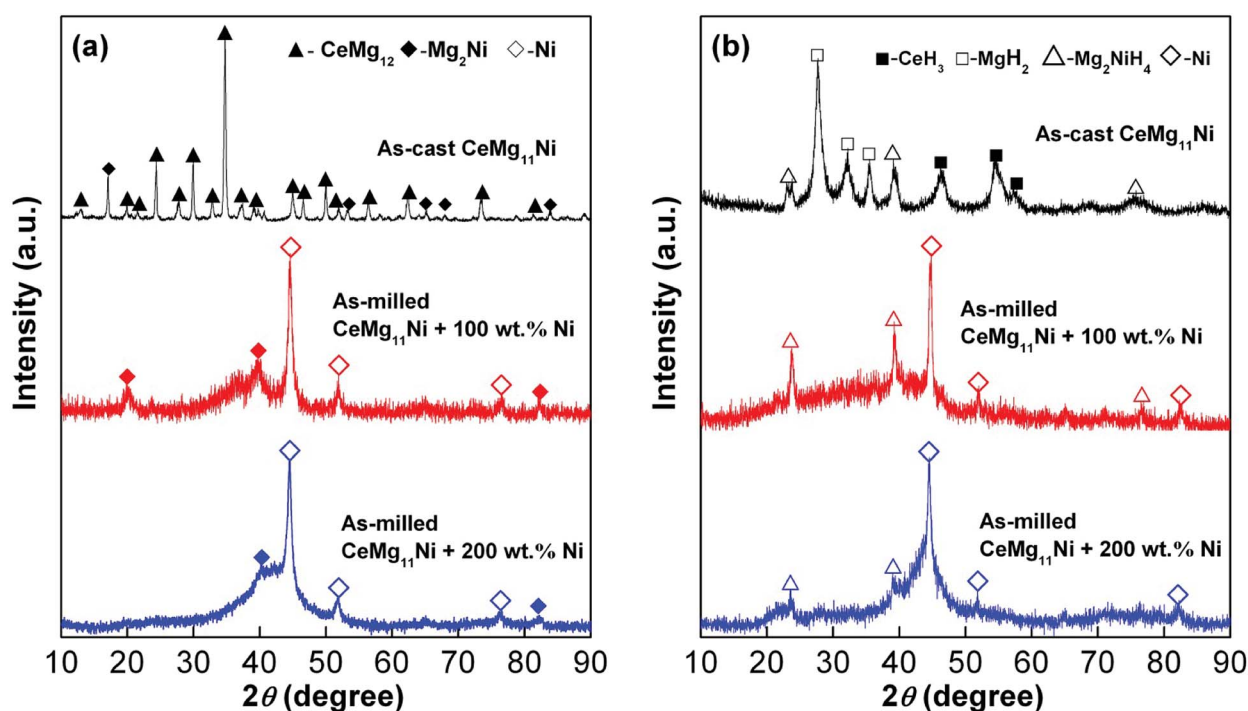 (a)
▲- CeMg₁₂ ◆-Mg₂Ni ◇-Ni
As-cast CeMg₁₁Ni
As-milled
CeMg₁₁Ni + 100 wt.% Ni
As-milled
CeMg₁₁Ni + 200 wt.% Ni
Intensity (a.u.)
10 20 30 40 50 60 70 80 90
2θ (degree)
(b)
■-CeH₃ □-MgH₂ △-Mg₂NiH₄ ◇-Ni
As-cast CeMg₁₁Ni
As-milled
CeMg₁₁Ni + 100 wt.% Ni
As-milled
CeMg₁₁Ni + 200 wt.% Ni
Intensity (a.u.)
10 20 30 40 50 60 70 80 90
2θ (degree)